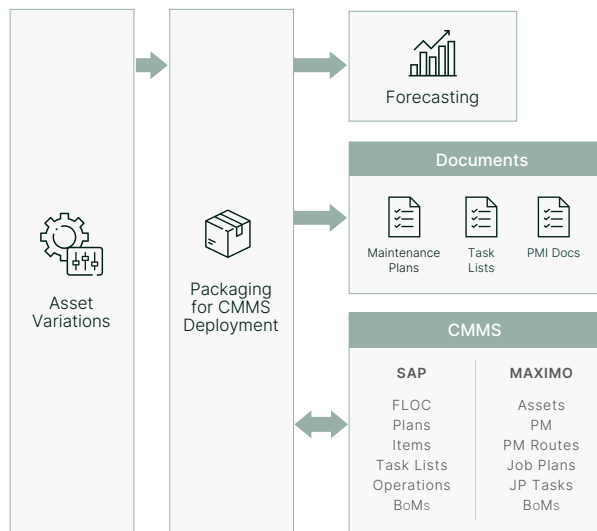 Asset
Variations
Packaging
for CMMS
Deployment
Forecasting
Documents
Maintenance
Plans
Task
Lists
PMI Docs
CMMS
SAP
FLOC
Plans
Items
Task Lists
Operations
BoMs
MAXIMO
Assets
PM
PM Routes
Job Plans
JP Tasks
BoMs